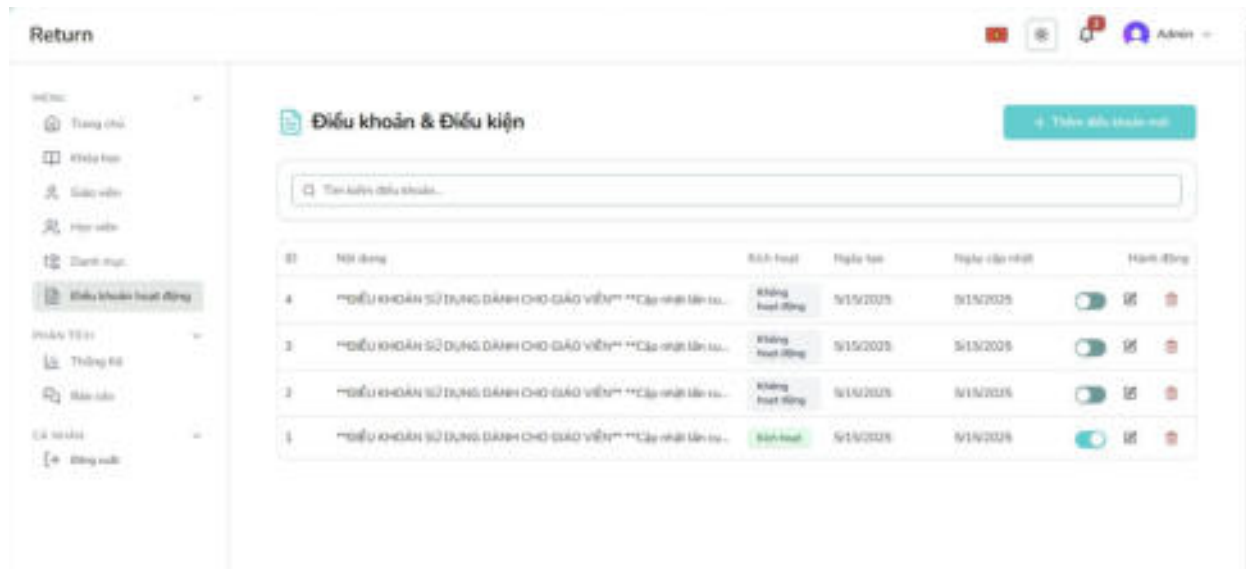 Return
2
Admin
MENU
Trang chủ
Khóa học
Giáo viên
Học viên
Danh mục
Điều khoản hoạt động
PHÂN TÍCH
Thống kê
Báo cáo
CÁ NHÂN
Đăng xuất
Điều khoản & Điều kiện
+ Thêm điều khoản mới
Tìm kiếm điều khoản...
ID Nội dung Kích hoạt Ngày tạo Ngày cập nhật Hành động
4 **ĐIỀU KHOẢN SỬ DỤNG DÀNH CHO GIÁO VIÊN** **Cập nhật lần cu... Không hoạt động 5/15/2025 5/15/2025
3 **ĐIỀU KHOẢN SỬ DỤNG DÀNH CHO GIÁO VIÊN** **Cập nhật lần cu... Không hoạt động 5/15/2025 5/15/2025
2 **ĐIỀU KHOẢN SỬ DỤNG DÀNH CHO GIÁO VIÊN** **Cập nhật lần cu... Không hoạt động 5/15/2025 5/15/2025
1 **ĐIỀU KHOẢN SỬ DỤNG DÀNH CHO GIÁO VIÊN** **Cập nhật lần cu... Kích hoạt 5/15/2025 5/15/2025